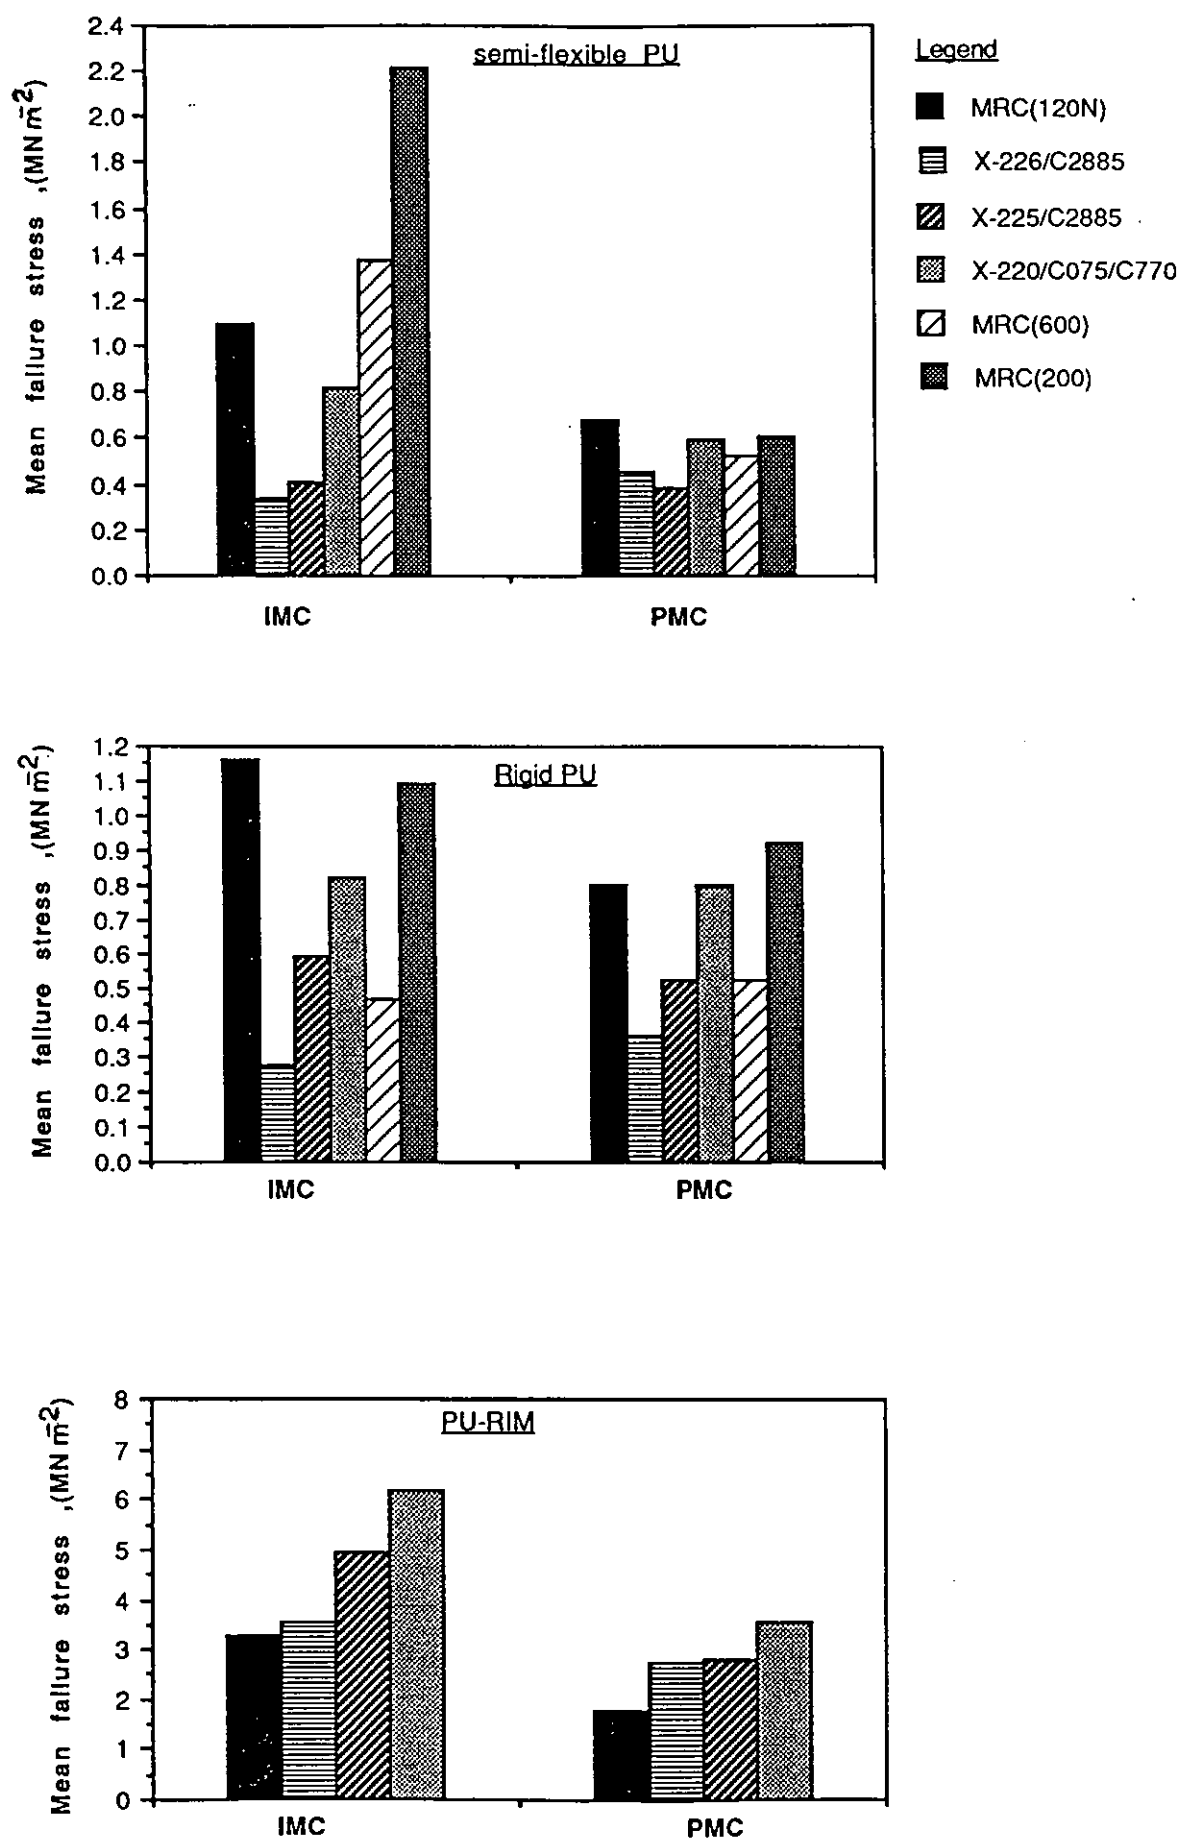 semi-flexible PU
Mean failure stress ,(MN m̄²)
2.4
2.2
2.0
1.8
1.6
1.4
1.2
1.0
0.8
0.6
0.4
0.2
0.0
IMC
PMC
Legend
MRC(120N)
X-226/C2885
X-225/C2885
X-220/C075/C770
MRC(600)
MRC(200)
Rigid PU
Mean failure stress ,(MN m̄²)
1.2
1.1
1.0
0.9
0.8
0.7
0.6
0.5
0.4
0.3
0.2
0.1
0.0
IMC
PMC
PU-RIM
Mean failure stress ,(MN m̄²)
8
7
6
5
4
3
2
1
0
IMC
PMC